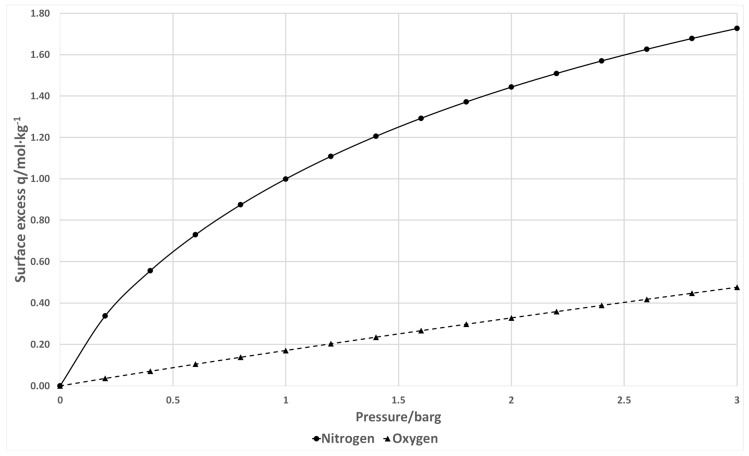 Surface excess q/mol·kg⁻¹
1.80
1.60
1.40
1.20
1.00
0.80
0.60
0.40
0.20
0.00
0 0.5 1 1.5 2 2.5 3
Pressure/barg
Nitrogen Oxygen